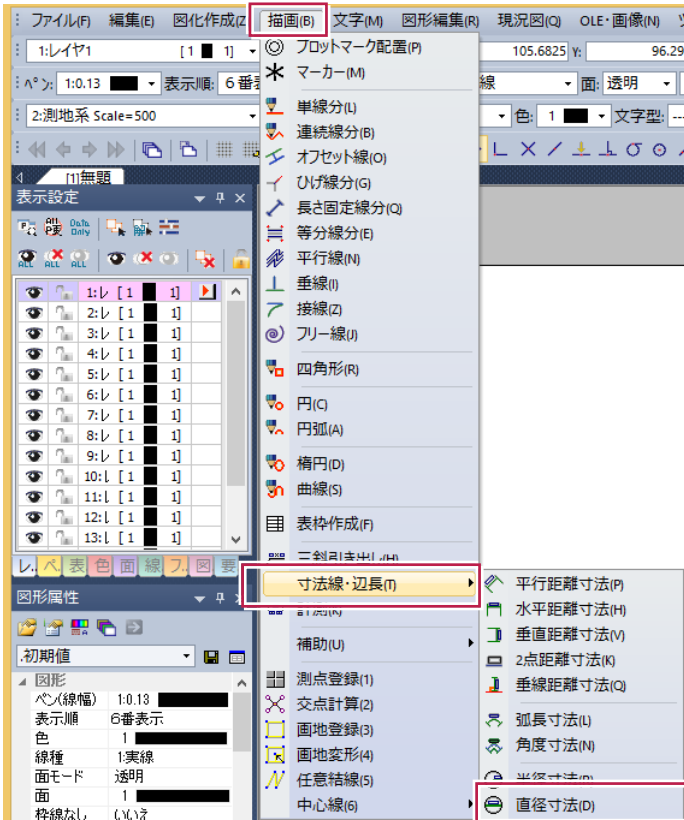 ファイル(F) 編集(E) 図化作成(Z 描画(B) 文字(M) 図形編集(R) 現況図(Q) OLE・画像(N)
1:レイヤ1 [1 1] 105.6825 Y: 96.29
ペン: 1:0.13 表示順: 6番表 線 面: 透明
2:測地系 Scale=500 色: 1 文字型: ---
[1]無題
表示設定
ALL ALL ALL
1:レ [1 1]
2:レ [1 1]
3:レ [1 1]
4:レ [1 1]
5:レ [1 1]
6:レ [1 1]
7:レ [1 1]
8:レ [1 1]
9:レ [1 1]
10:l [1 1]
11:l [1 1]
12:l [1 1]
13:l [1 1]
レ.. ペ. 表 色 面 線 フ.. 図 要
図形属性
.初期値
図形
ペン(線幅) 1:0.13
表示順 6番表示
色 1
線種 1:実線
面モード 透明
面 1
枠線なし いいえ
プロットマーク配置(P)
マーカー(M)
単線分(L)
連続線分(B)
オフセット線(O)
ひげ線分(G)
長さ固定線分(Q)
等分線分(E)
平行線(N)
垂線(I)
接線(Z)
フリー線(J)
四角形(R)
円(C)
円弧(A)
楕円(D)
曲線(S)
表枠作成(F)
三斜引き出し(H)
寸法線・辺長(T)
計測(K)
補助(U)
測点登録(1)
交点計算(2)
画地登録(3)
画地変形(4)
任意結線(5)
中心線(6)
平行距離寸法(P)
水平距離寸法(H)
垂直距離寸法(V)
2点距離寸法(K)
垂線距離寸法(Q)
弧長寸法(L)
角度寸法(N)
半径寸法(R)
直径寸法(D)